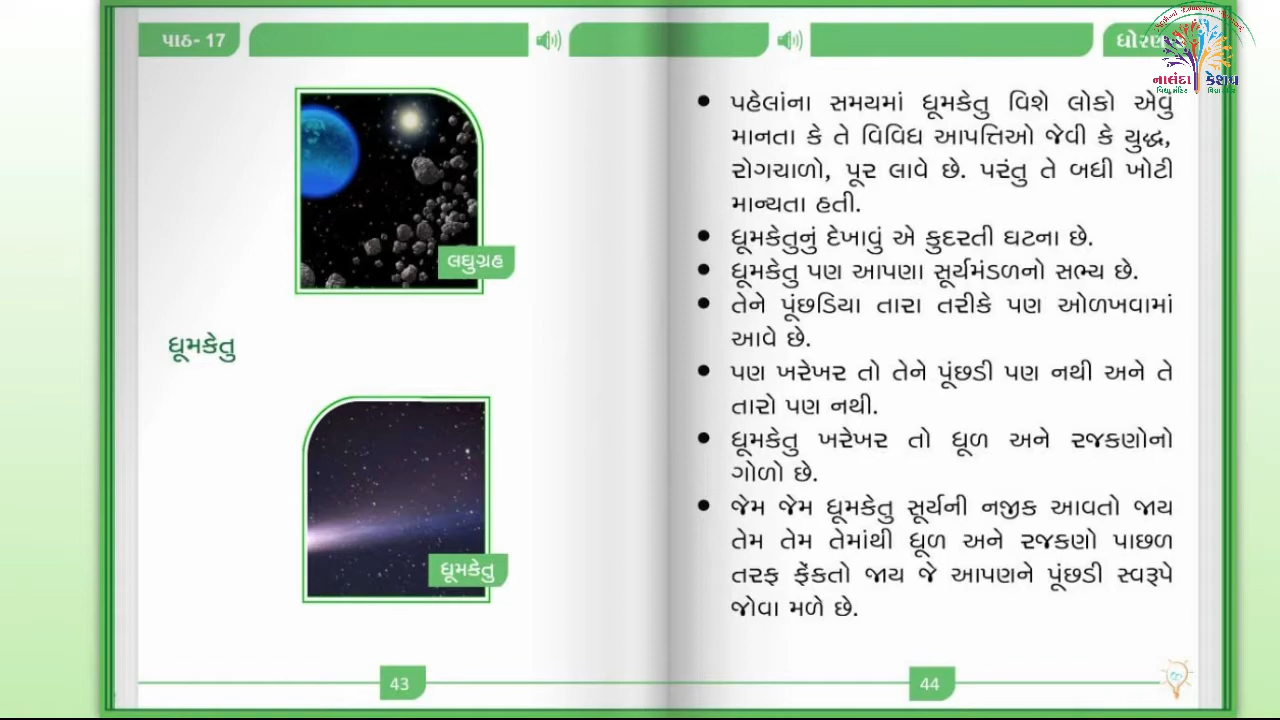 પાઠ- 17
ધોરણ
નાલંદા કેશવ
વિદ્યામંદિર વિદ્યામંદિર
લઘુગ્રહ
ધૂમકેતુ
ધૂમકેતુ
43
• પહેલાંના સમયમાં ધૂમકેતુ વિશે લોકો એવું
માનતા કે તે વિવિધ આપત્તિઓ જેવી કે યુદ્ધ,
રોગચાળો, પૂર લાવે છે. પરંતુ તે બધી ખોટી
માન્યતા હતી.
• ધૂમકેતુનું દેખાવું એ કુદરતી ઘટના છે.
• ધૂમકેતુ પણ આપણા સૂર્યમંડળનો સભ્ય છે.
• તેને પૂંછડિયા તારા તરીકે પણ ઓળખવામાં
આવે છે.
• પણ ખરેખર તો તેને પૂંછડી પણ નથી અને તે
તારો પણ નથી.
• ધૂમકેતુ ખરેખર તો ધૂળ અને રજકણોનો
ગોળો છે.
• જેમ જેમ ધૂમકેતુ સૂર્યની નજીક આવતો જાય
તેમ તેમ તેમાંથી ધૂળ અને રજકણો પાછળ
તરફ ફેંકતો જાય જે આપણને પૂંછડી સ્વરૂપે
જોવા મળે છે.
44